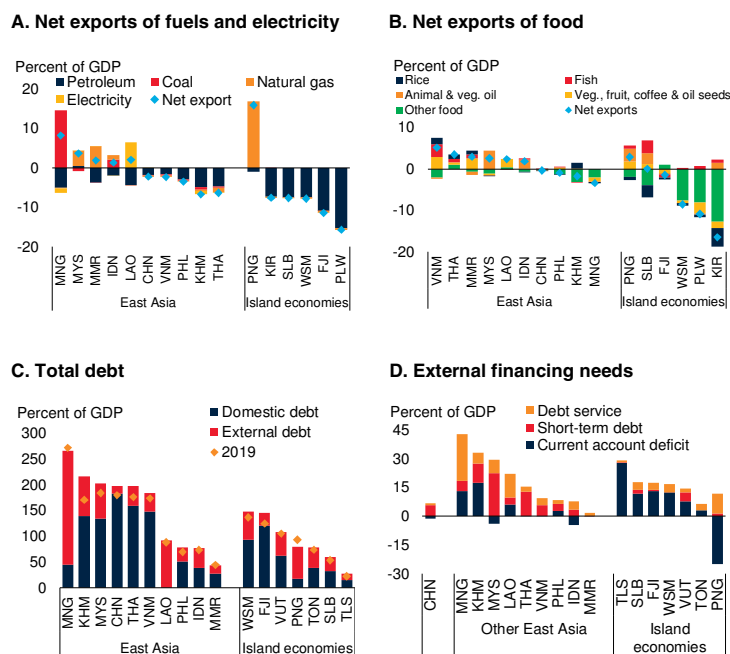 A. Net exports of fuels and electricity
Percent of GDP
Petroleum
Coal
Natural gas
Electricity
Net export
20
10
0
-10
-20
MNG
MYS
MMR
IDN
LAO
CHN
VNM
PHL
KHM
THA
PNG
KIR
SLB
WSM
FJI
PLW
East Asia
Island economies
B. Net exports of food
Percent of GDP
Rice
Fish
Animal & veg. oil
Veg., fruit, coffee & oil seeds
Other food
Net exports
10
0
-10
-20
VNM
THA
MMR
MYS
LAO
IDN
CHN
PHL
KHM
MNG
PNG
SLB
FJI
WSM
PLW
KIR
East Asia
Island economies
C. Total debt
Percent of GDP
Domestic debt
External debt
2019
300
250
200
150
100
50
0
MNG
KHM
MYS
CHN
THA
VNM
LAO
PHL
IDN
MMR
WSM
FJI
VUT
PNG
TON
SLB
TLS
East Asia
Island economies
D. External financing needs
Percent of GDP
Debt service
Short-term debt
Current account deficit
45
30
15
0
-15
-30
CHN
MNG
KHM
MYS
LAO
THA
VNM
PHL
IDN
MMR
TLS
SLB
FJI
WSM
VUT
TON
PNG
Other East Asia
Island
economies